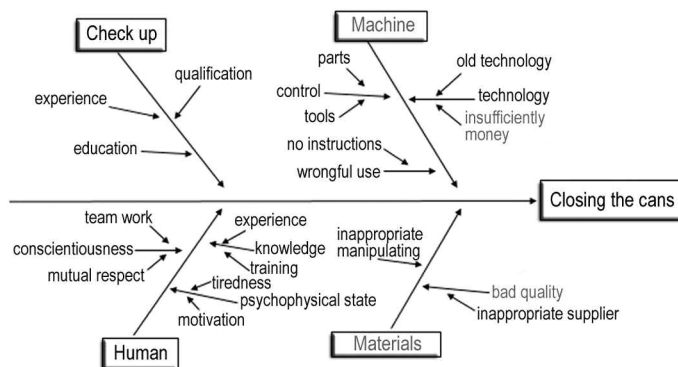 Check up
Machine
qualification
experience
education
parts
control
tools
old technology
technology
insufficiently
money
no instructions
wrongful use
Closing the cans
team work
conscientiousness
mutual respect
experience
knowledge
training
tiredness
psychophysical state
motivation
inappropriate
manipulating
bad quality
inappropriate supplier
Human
Materials